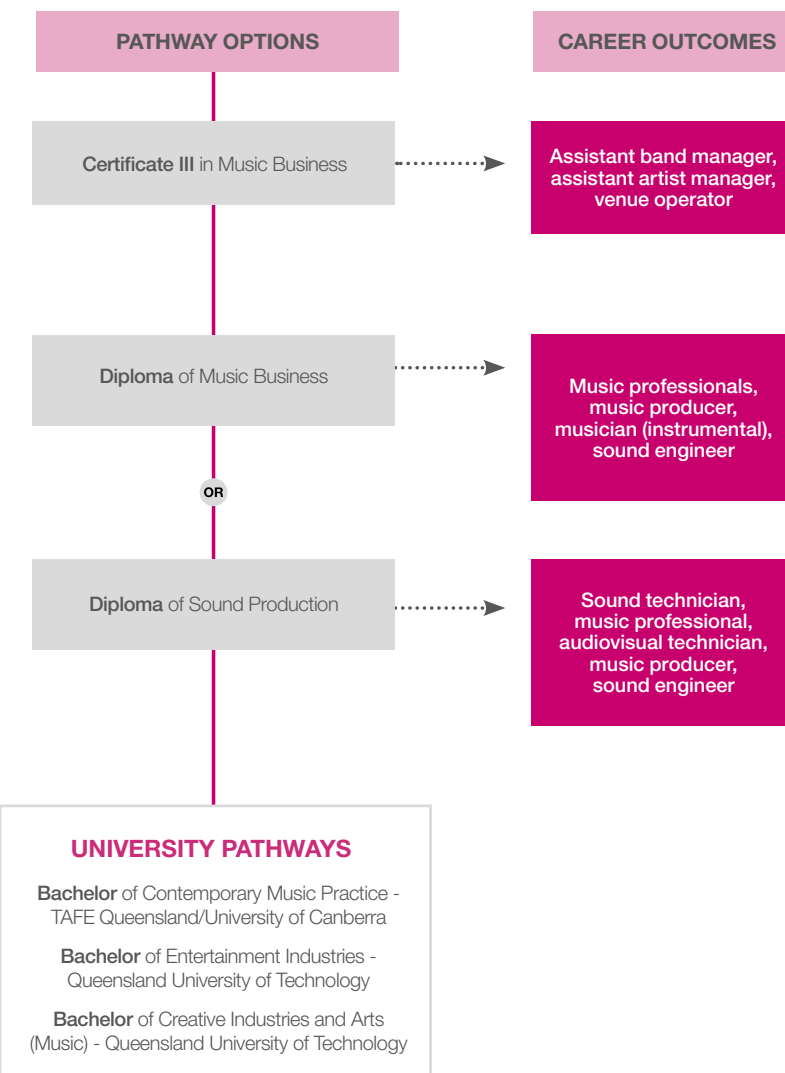 PATHWAY OPTIONS
CAREER OUTCOMES
Certificate III in Music Business
Assistant band manager,
assistant artist manager,
venue operator
Diploma of Music Business
Music professionals,
music producer,
musician (instrumental),
sound engineer
OR
Diploma of Sound Production
Sound technician,
music professional,
audiovisual technician,
music producer,
sound engineer
UNIVERSITY PATHWAYS
Bachelor of Contemporary Music Practice -
TAFE Queensland/University of Canberra
Bachelor of Entertainment Industries -
Queensland University of Technology
Bachelor of Creative Industries and Arts
(Music) - Queensland University of Technology